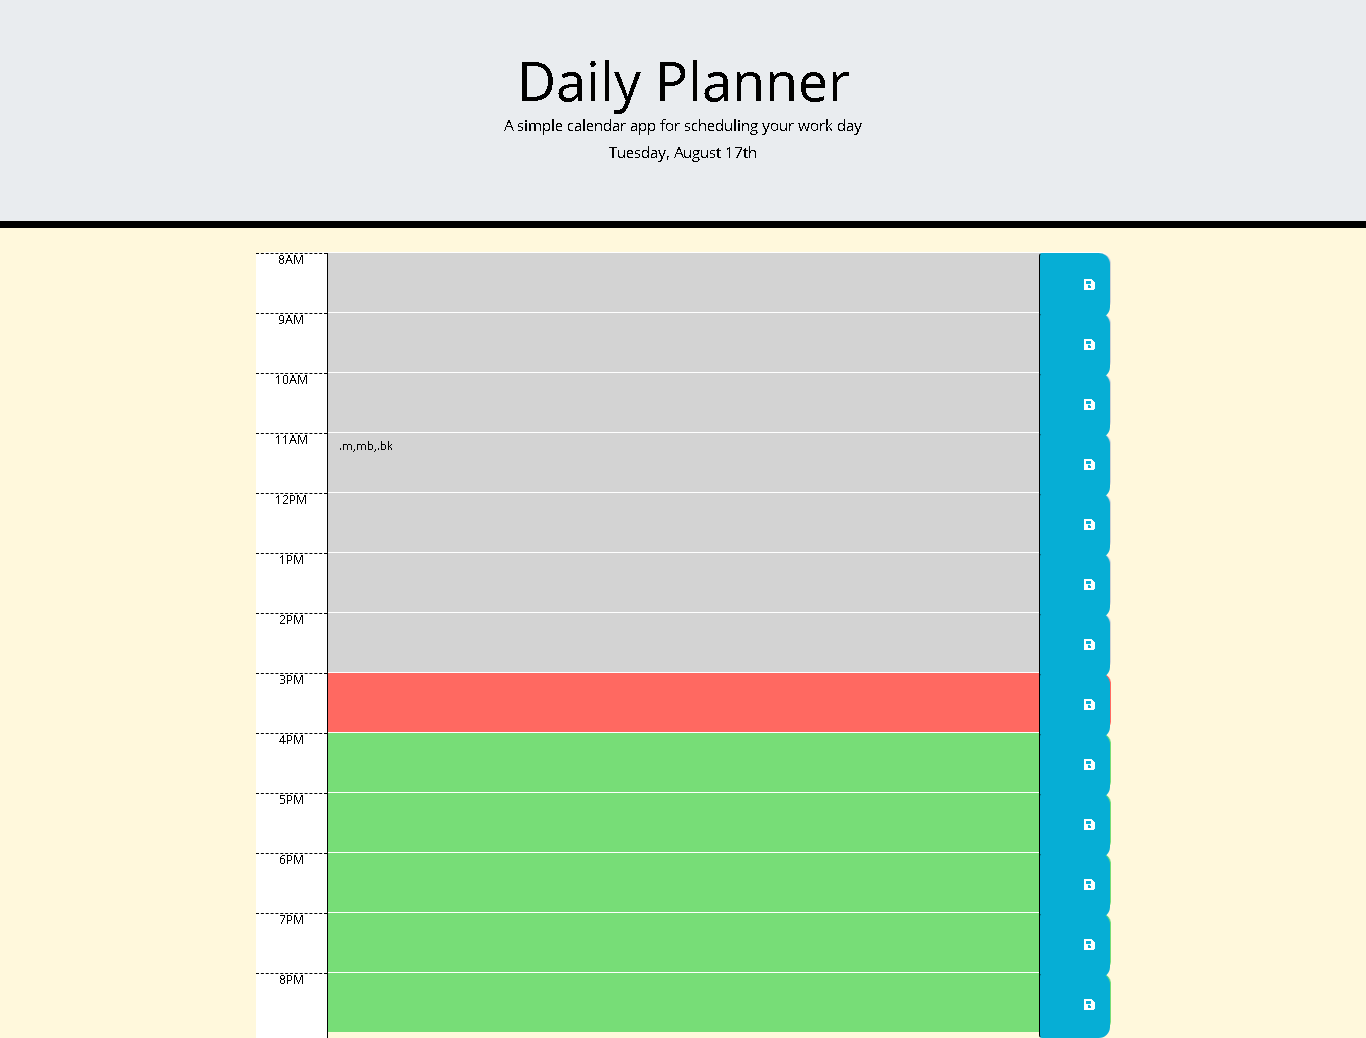 Daily Planner
A simple calendar app for scheduling your work day
Tuesday, August 17th
8AM
9AM
10AM
11AM .m,mb,.bk
12PM
1PM
2PM
3PM
4PM
5PM
6PM
7PM
8PM